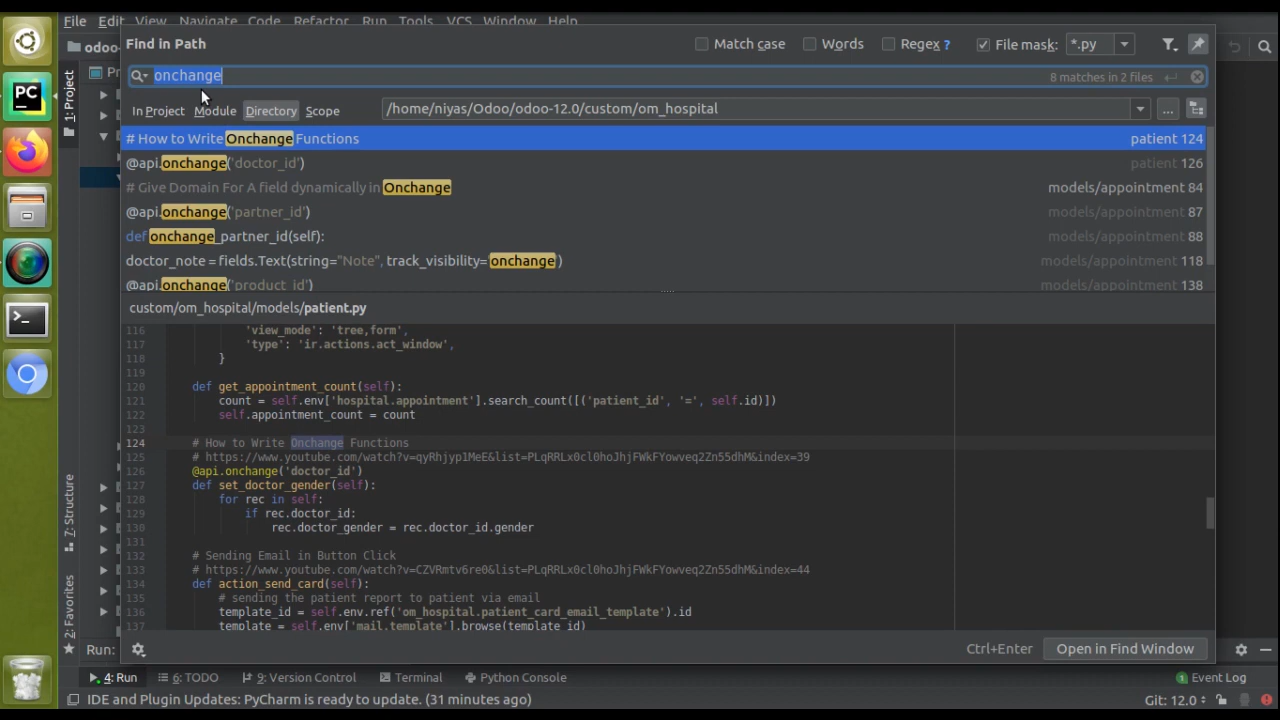 File Edit View Navigate Code Refactor Run Tools VCS Window Help
odoo-
Find in Path
Match case
Words
Regex ?
File mask:
*.py
1: Project
onchange
8 matches in 2 files
In Project Module Directory Scope
/home/niyas/Odoo/odoo-12.0/custom/om_hospital
...
# How to Write Onchange Functions patient 124
@api.onchange('doctor_id') patient 126
# Give Domain For A field dynamically in Onchange models/appointment 84
@api.onchange('partner_id') models/appointment 87
def onchange_partner_id(self): models/appointment 88
doctor_note = fields.Text(string="Note", track_visibility='onchange') models/appointment 118
@api.onchange('product_id') models/appointment 138
custom/om_hospital/models/patient.py
116 'view_mode': 'tree,form',
117 'type': 'ir.actions.act_window',
118 }
119
120 def get_appointment_count(self):
121 count = self.env['hospital.appointment'].search_count([('patient_id', '=', self.id)])
122 self.appointment_count = count
123
124 # How to Write Onchange Functions
125 # https://www.youtube.com/watch?v=qyRhjyp1MeE&list=PLqRRLx0cl0hoJhjFWkFYowveq2Zn55dhM&index=39
126 @api.onchange('doctor_id')
127 def set_doctor_gender(self):
128 for rec in self:
129 if rec.doctor_id:
130 rec.doctor_gender = rec.doctor_id.gender
131
132 # Sending Email in Button Click
133 # https://www.youtube.com/watch?v=CZVRmtv6re0&list=PLqRRLx0cl0hoJhjFWkFYowveq2Zn55dhM&index=44
134 def action_send_card(self):
135 # sending the patient report to patient via email
136 template_id = self.env.ref('om_hospital.patient_card_email_template').id
137 template = self.env['mail.template'].browse(template_id)
7: Structure
2: Favorites
Ctrl+Enter
Open in Find Window
Run:
4: Run
6: TODO
9: Version Control
Terminal
Python Console
1 Event Log
IDE and Plugin Updates: PyCharm is ready to update. (31 minutes ago)
Git: 12.0
PC